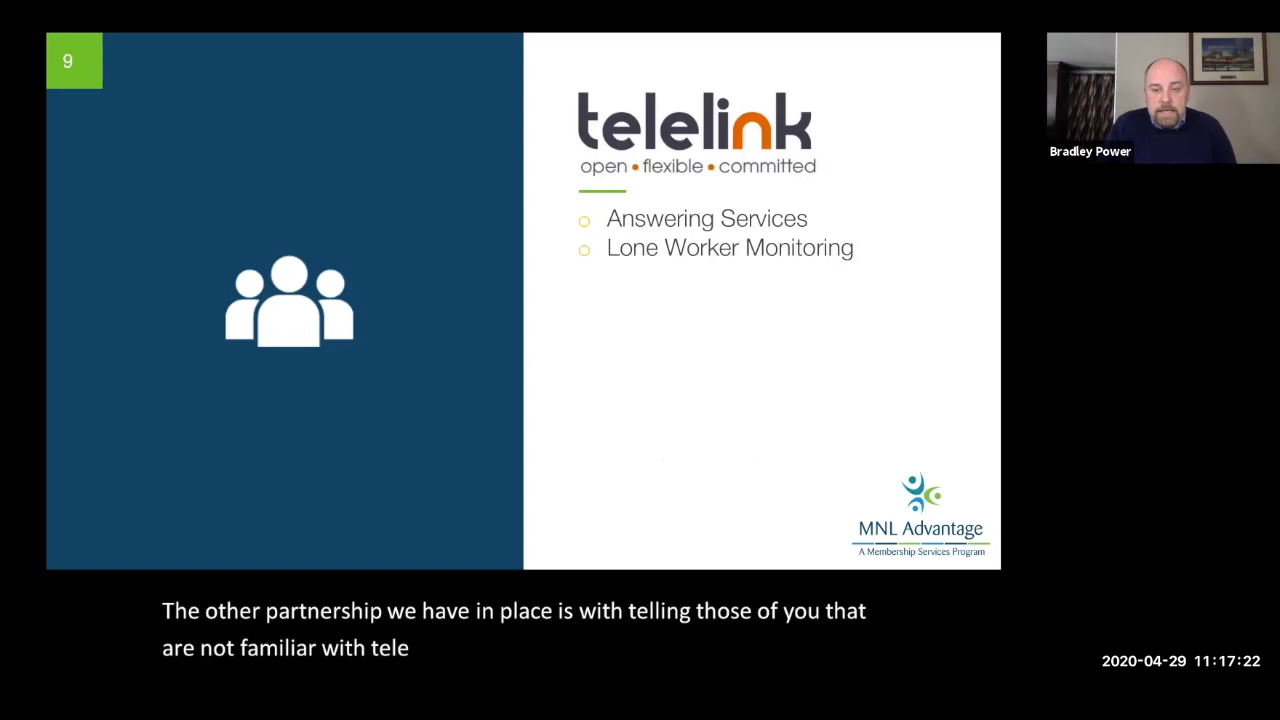 9
telelink
open • flexible • committed
Answering Services
Lone Worker Monitoring
MNL Advantage
A Membership Services Program
Bradley Power
The other partnership we have in place is with telling those of you that
are not familiar with tele
2020-04-29 11:17:22